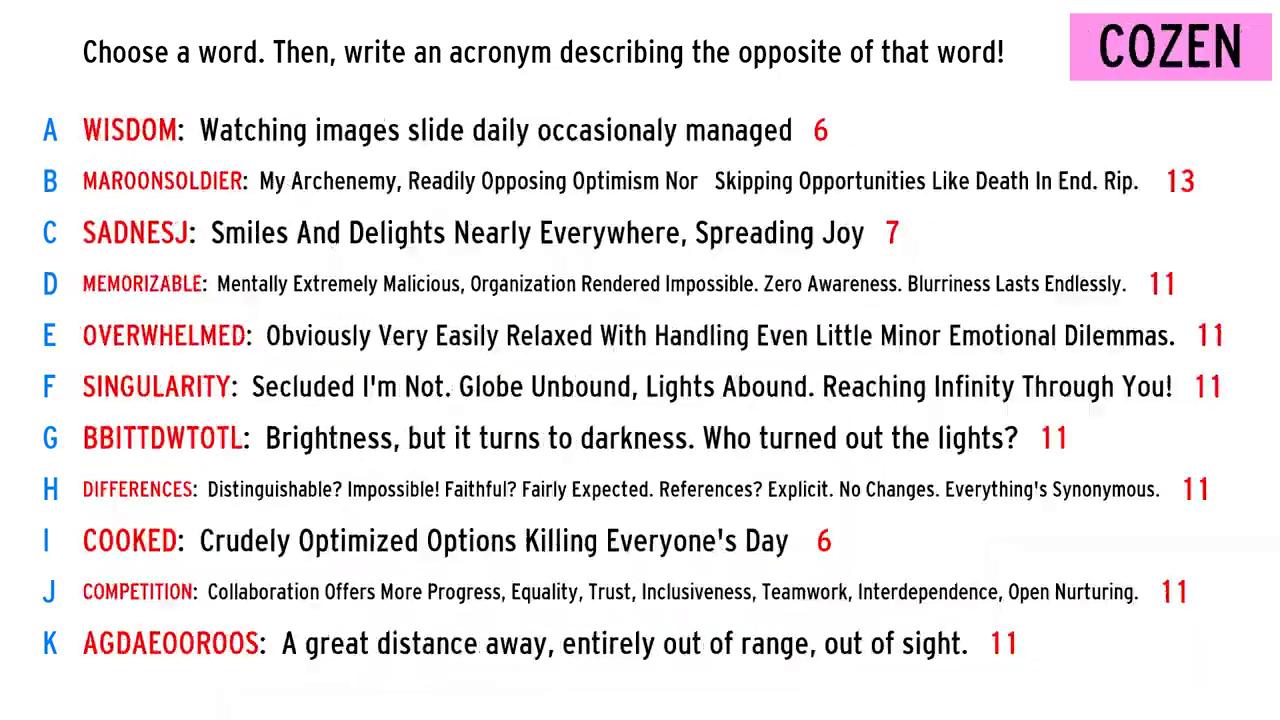 Choose a word. Then, write an acronym describing the opposite of that word!
COZEN
A WISDOM: Watching images slide daily occasionaly managed 6
B MAROONSOLDIER: My Archenemy, Readily Opposing Optimism Nor Skipping Opportunities Like Death In End. Rip. 13
C SADNESJ: Smiles And Delights Nearly Everywhere, Spreading Joy 7
D MEMORIZABLE: Mentally Extremely Malicious, Organization Rendered Impossible. Zero Awareness. Blurriness Lasts Endlessly. 11
E OVERWHELMED: Obviously Very Easily Relaxed With Handling Even Little Minor Emotional Dilemmas. 11
F SINGULARITY: Secluded I'm Not. Globe Unbound, Lights Abound. Reaching Infinity Through You! 11
G BBITTDWTOTL: Brightness, but it turns to darkness. Who turned out the lights? 11
H DIFFERENCES: Distinguishable? Impossible! Faithful? Fairly Expected. References? Explicit. No Changes. Everything's Synonymous. 11
I COOKED: Crudely Optimized Options Killing Everyone's Day 6
J COMPETITION: Collaboration Offers More Progress, Equality, Trust, Inclusiveness, Teamwork, Interdependence, Open Nurturing. 11
K AGDAEOOROOS: A great distance away, entirely out of range, out of sight. 11